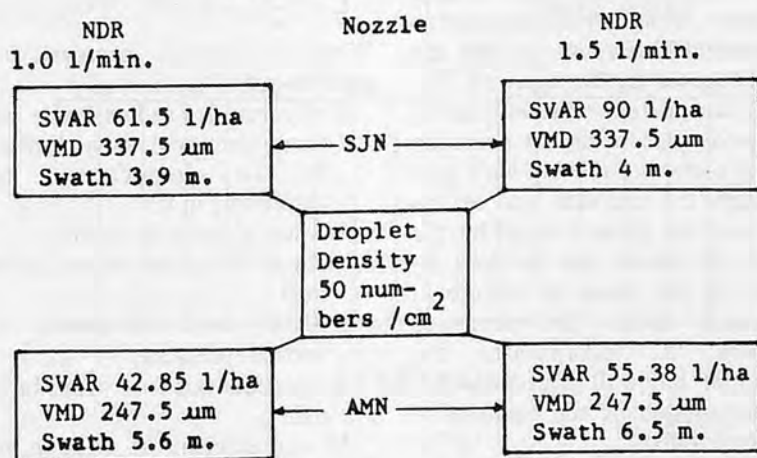 NDR
1.0 l/min.
Nozzle
NDR
1.5 l/min.
SVAR 61.5 l/ha
VMD 337.5 µm
Swath 3.9 m.
SJN
SVAR 90 l/ha
VMD 337.5 µm
Swath 4 m.
Droplet
Density
50 num-
bers /cm²
SVAR 42.85 l/ha
VMD 247.5 µm
Swath 5.6 m.
AMN
SVAR 55.38 l/ha
VMD 247.5 µm
Swath 6.5 m.